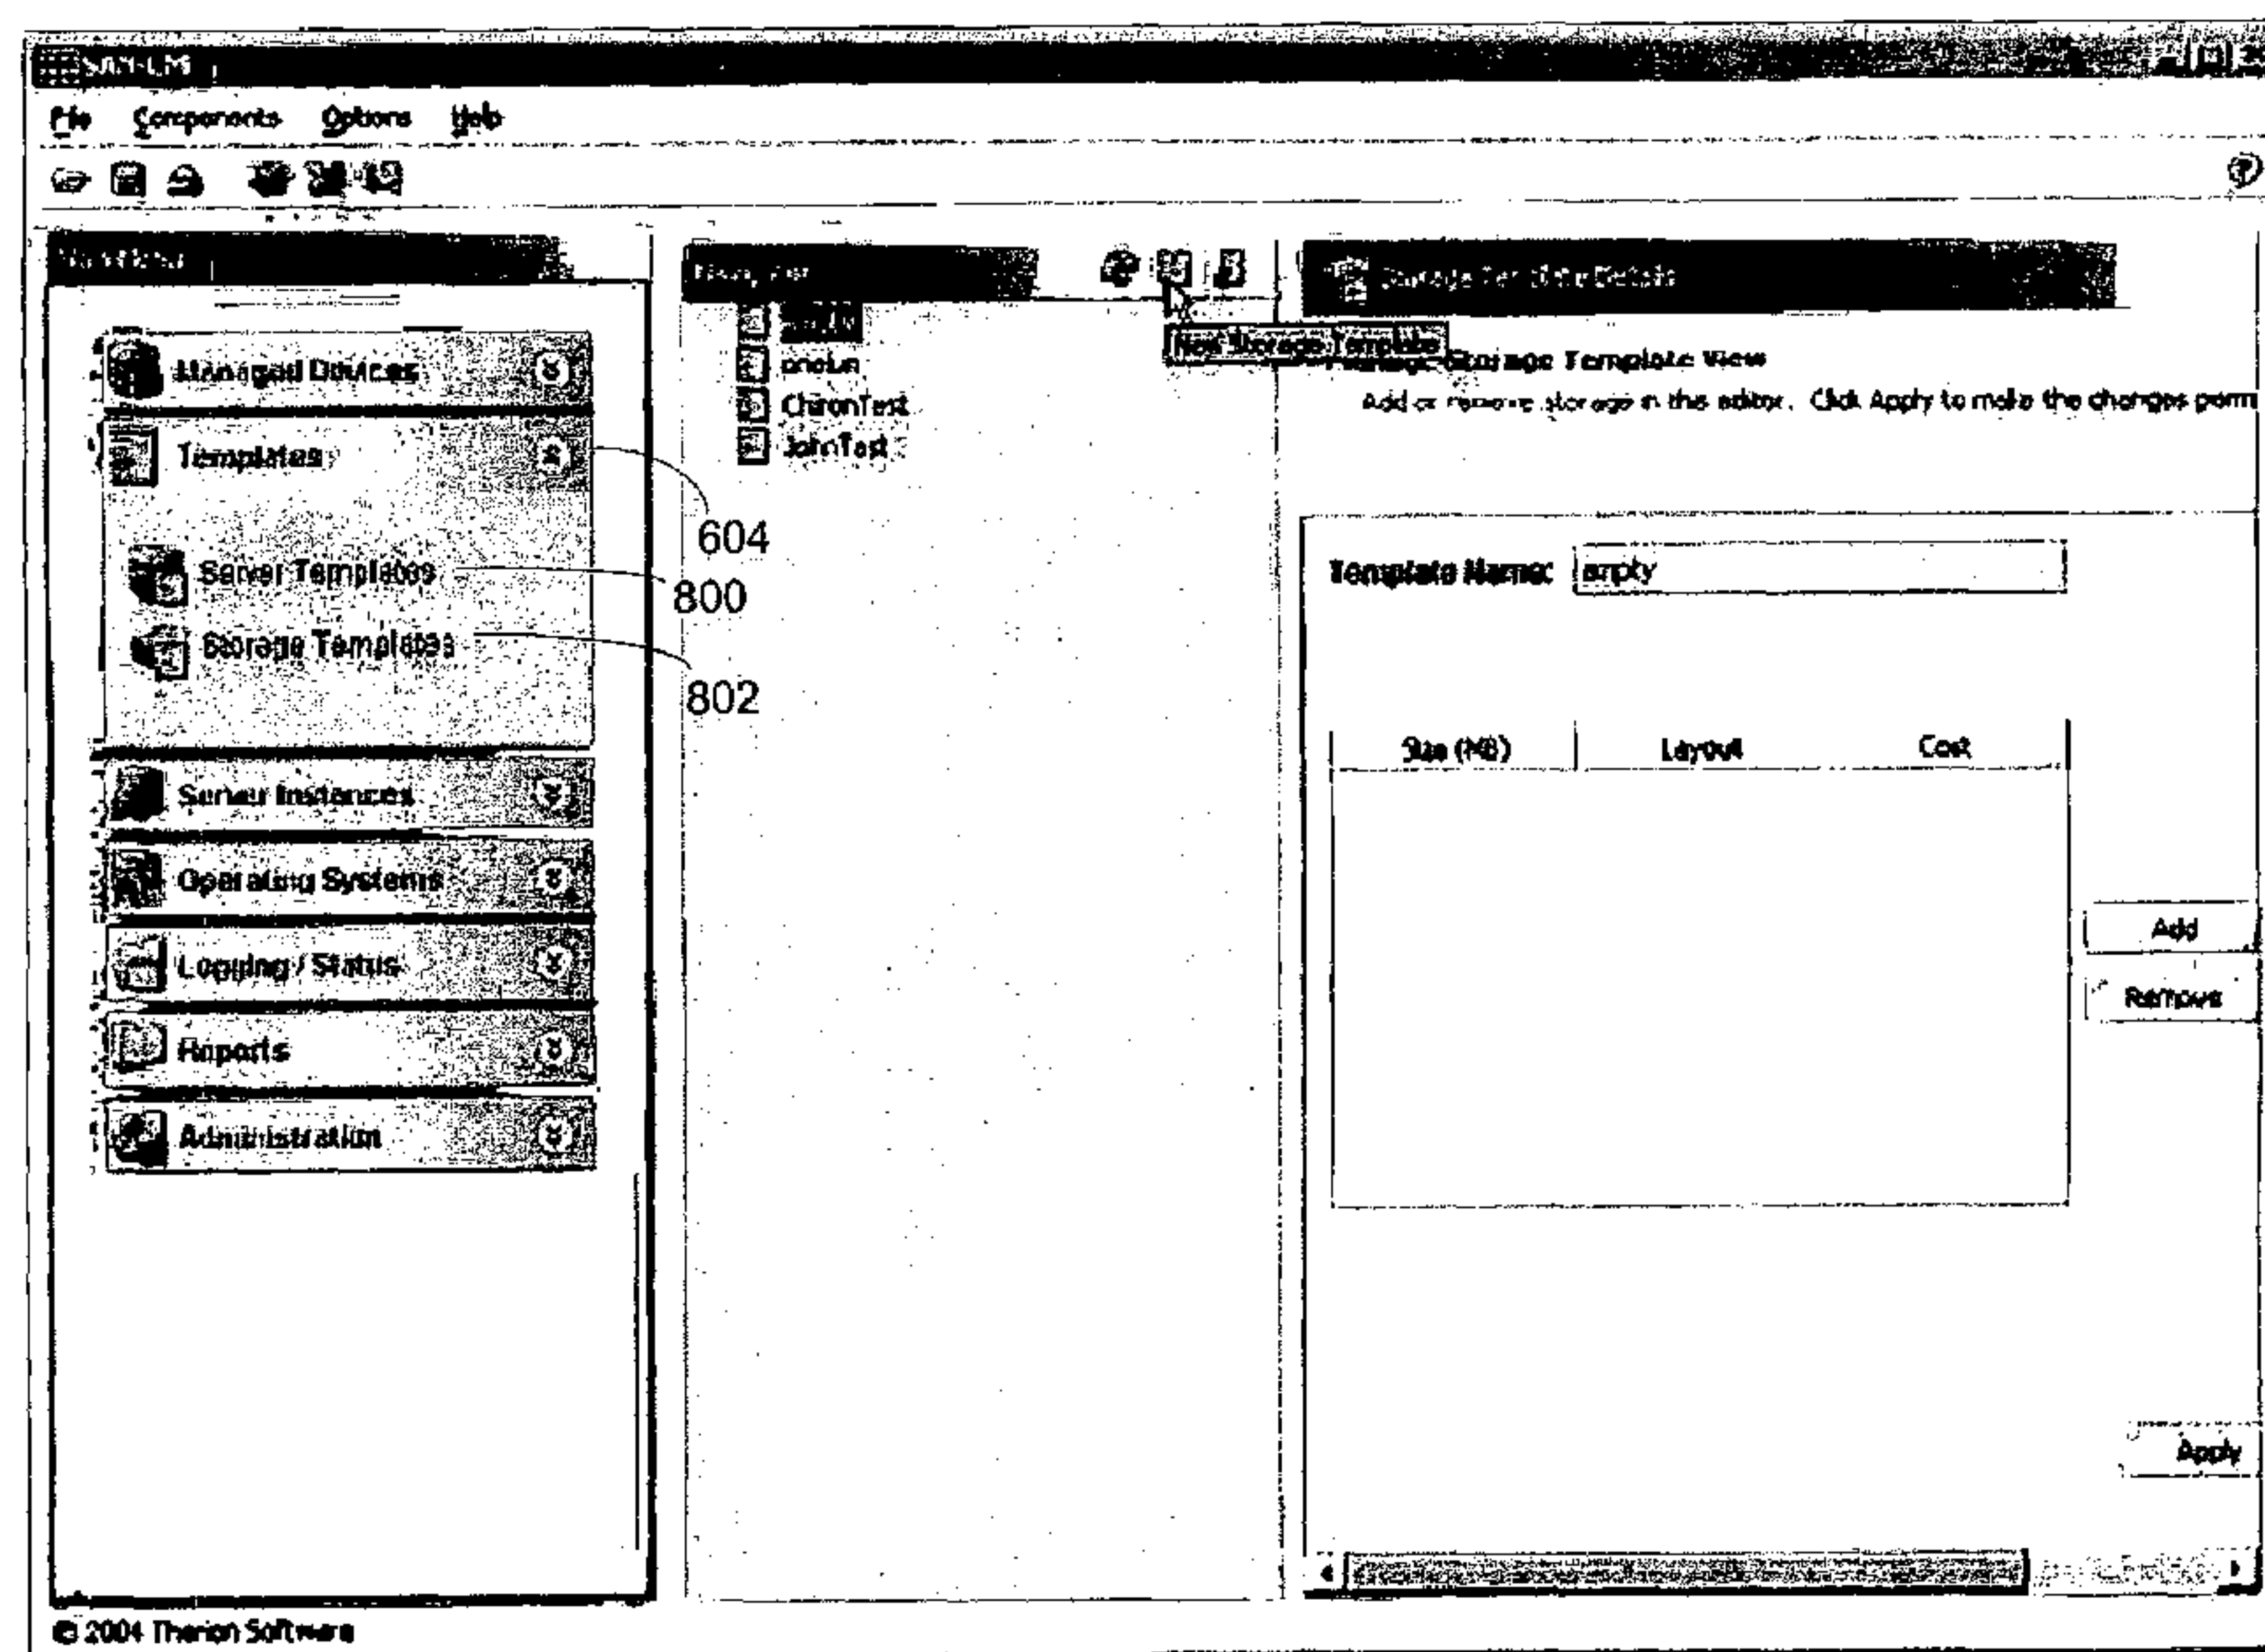 File Components Options Help
Managed Devices
Templates
604
Server Templates
800
Storage Templates
802
Server Instances
Operating Systems
Logging / Status
Reports
Administration
onelun
ChironTest
JohnTest
Storage Template Details
New Storage Template
Storage Template View
Add or remove storage in this editor. Click Apply to make the changes perm
Template Name: empty
Size (MB) Layout Cost
Add
Remove
Apply
© 2004 Therion Software